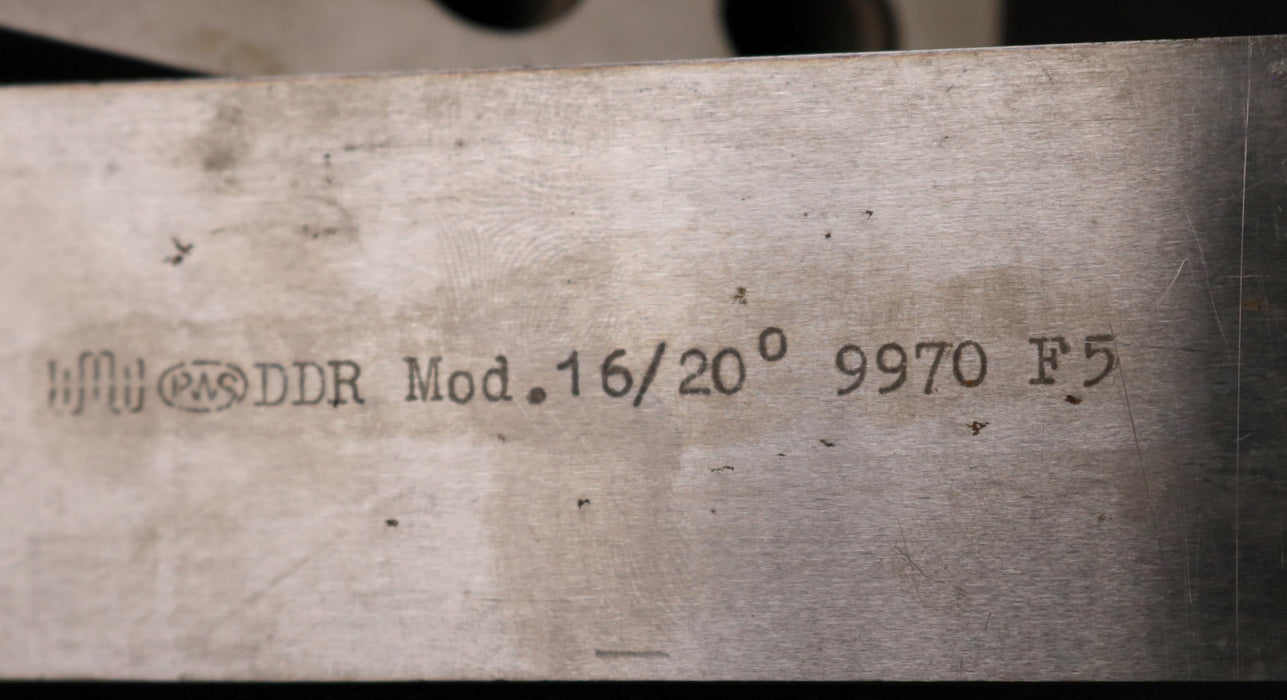 PWS DDR Mod.16/20° 9970 F5